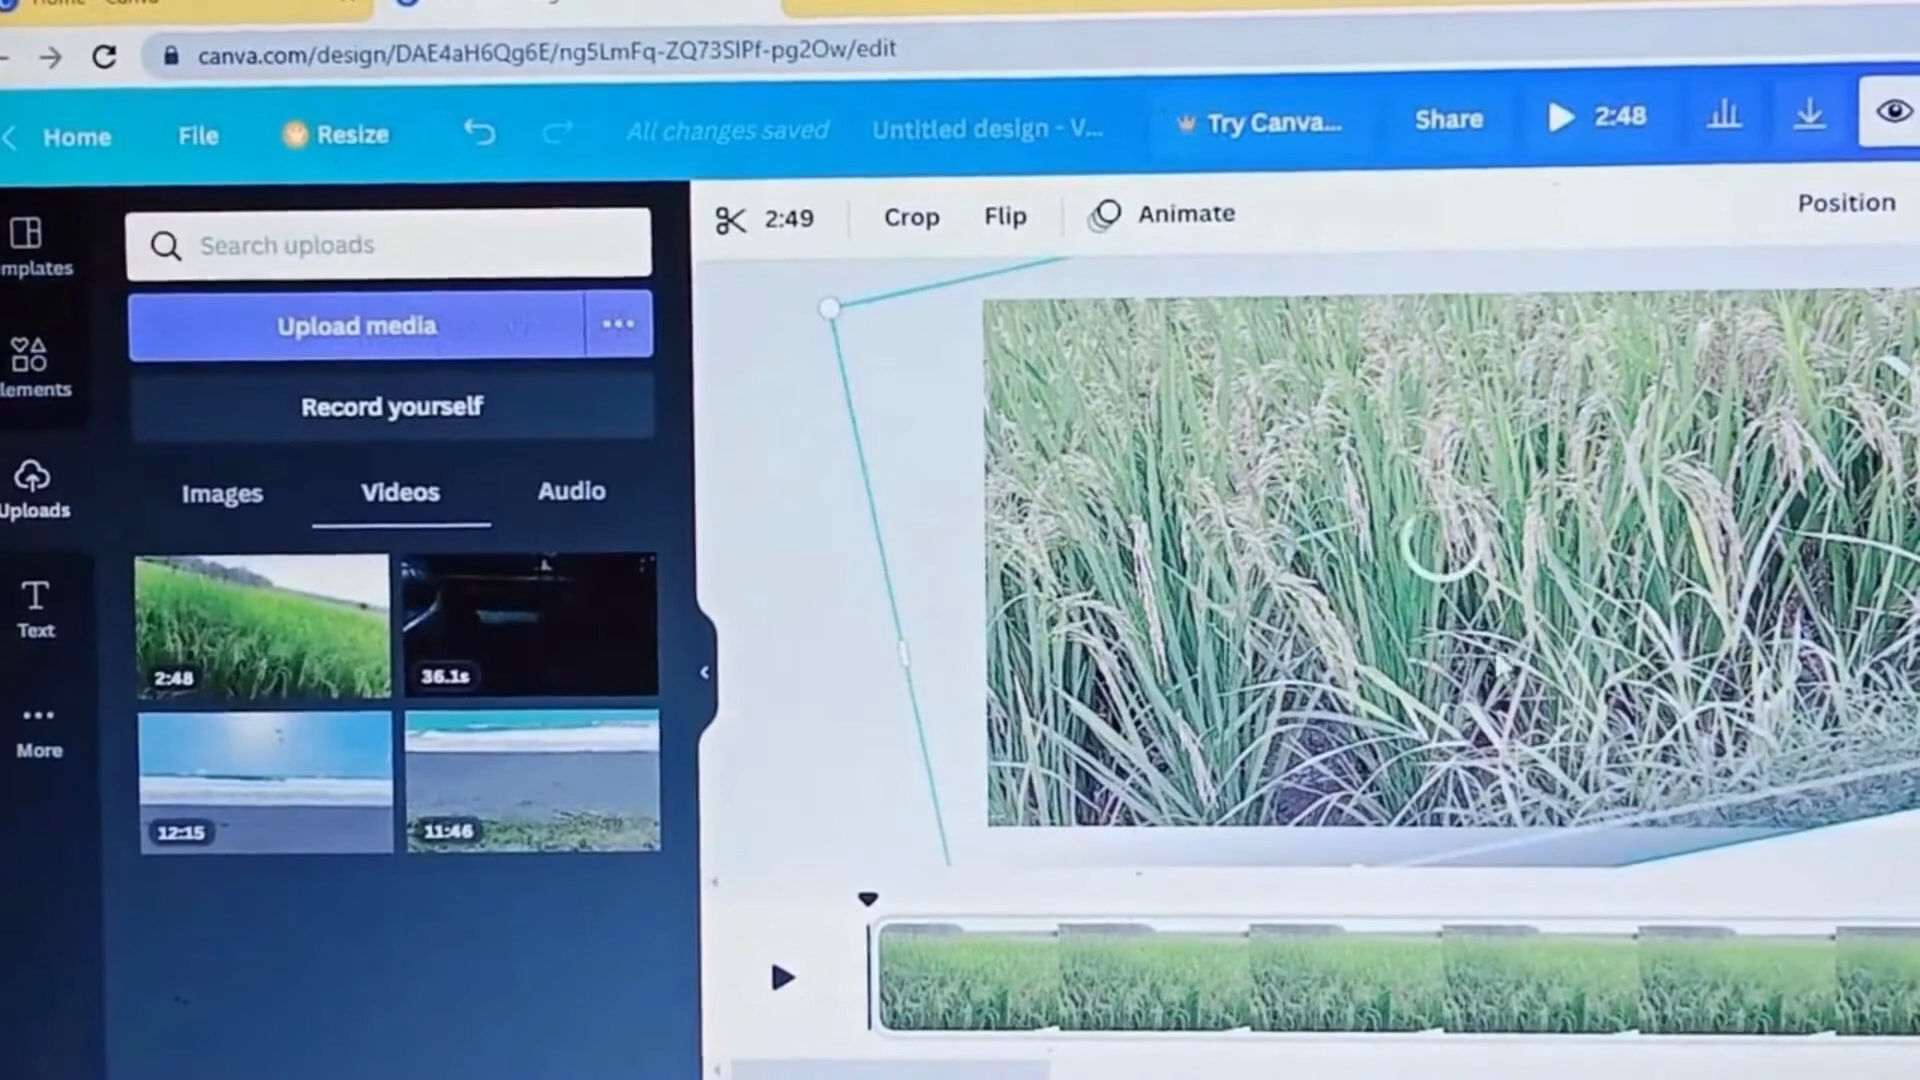 canva.com/design/DAE4aH6Qg6E/ng5LmFq-ZQ73SIPf-pg2Ow/edit
Home File Resize All changes saved Untitled design - V... Try Canva... Share 2:48
2:49 Crop Flip Animate Position
mplates
Search uploads
Upload media
lements
Record yourself
Uploads
Images Videos Audio
Text
2:48 36.1s
More
12:15 11:46